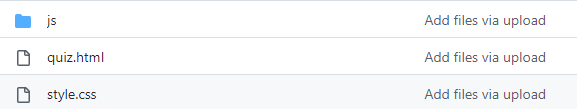 js Add files via upload
quiz.html Add files via upload
style.css Add files via upload